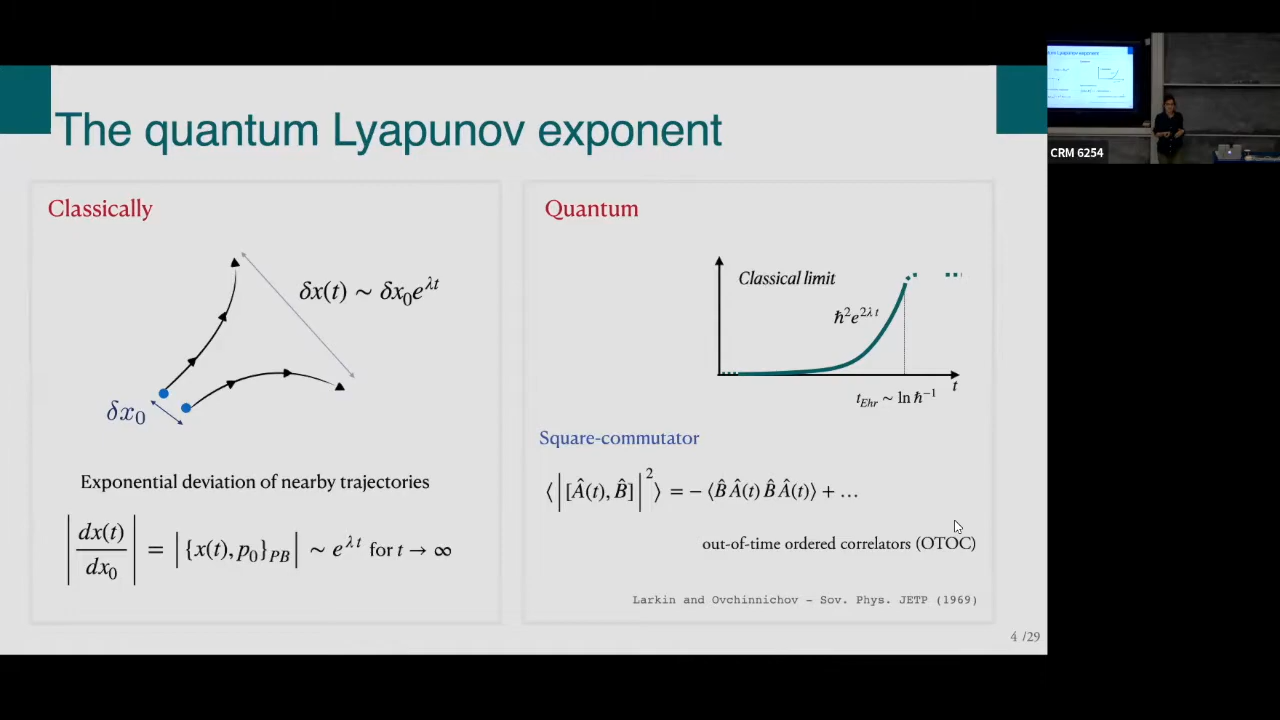 The quantum Lyapunov exponent
Classically
δx(t) ∼ δx₀e^{λt}
δx₀
Exponential deviation of nearby trajectories
|dx(t)/dx₀| = |{x(t), p₀}_{PB}| ∼ e^{λt} for t → ∞
Quantum
Classical limit
ℏ²e^{2λt}
t
t_{Ehr} ∼ ln ℏ⁻¹
Square-commutator
⟨|[Â(t), B̂]|²⟩ = − ⟨B̂ Â(t) B̂ Â(t)⟩ + …
out-of-time ordered correlators (OTOC)
Larkin and Ovchinnichov - Sov. Phys. JETP (1969)
4 /29
CRM 6254